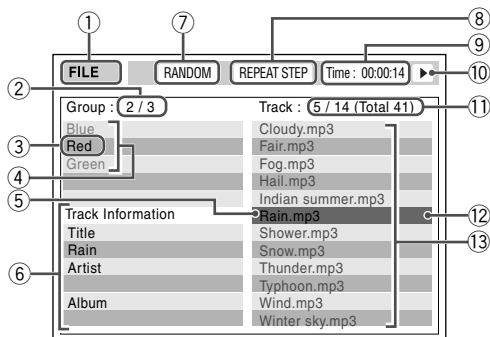 ① ⑦ ⑧
⑨
FILE RANDOM REPEAT STEP Time : 00:00:14 ⑩
②
Group : 2 / 3 Track : 5 / 14 (Total 41) ⑪
Blue Cloudy.mp3
③ Red Fair.mp3
Green Fog.mp3
④ Hail.mp3
Indian summer.mp3
⑤ Track Information Rain.mp3 ⑫
Title Shower.mp3
Rain Snow.mp3 ⑬
⑥ Artist Thunder.mp3
Typhoon.mp3
Album Wind.mp3
Winter sky.mp3